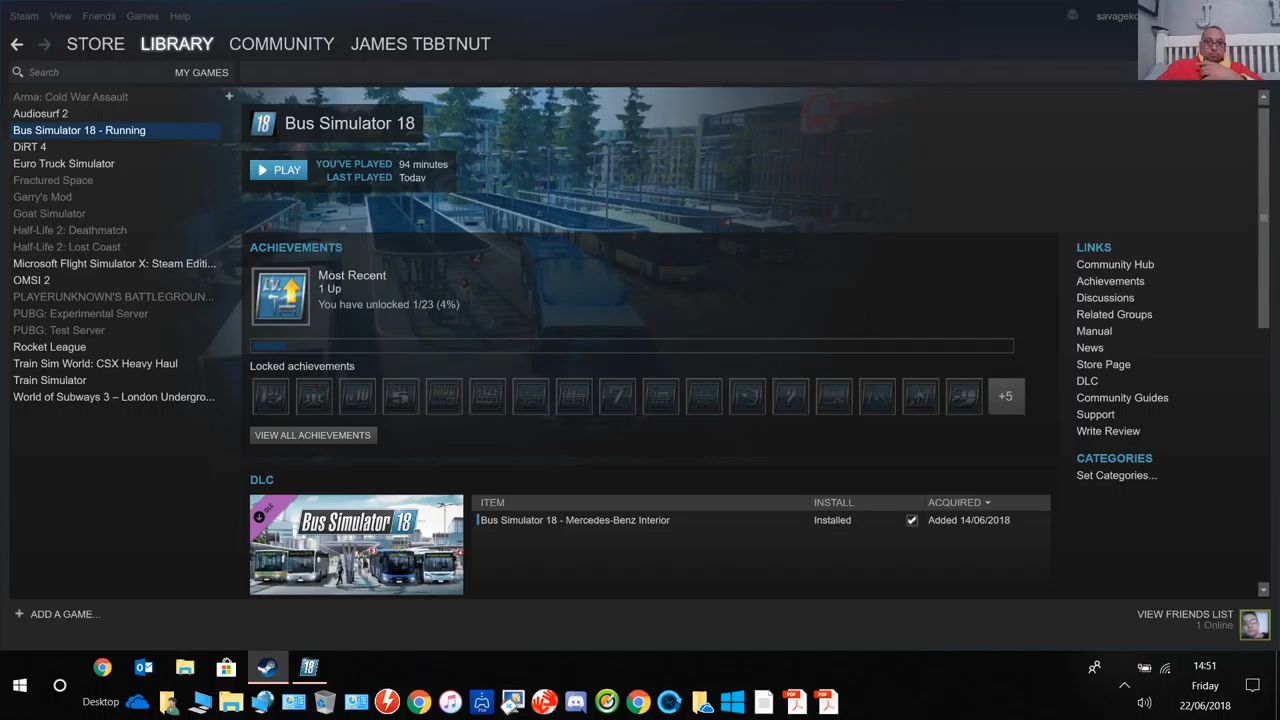 Steam View Friends Games Help
savageko
STORE LIBRARY COMMUNITY JAMES TBBTNUT
Search MY GAMES
Arma: Cold War Assault
Audiosurf 2
Bus Simulator 18 - Running
DiRT 4
Euro Truck Simulator
Fractured Space
Garry's Mod
Goat Simulator
Half-Life 2: Deathmatch
Half-Life 2: Lost Coast
Microsoft Flight Simulator X: Steam Editi...
OMSI 2
PLAYERUNKNOWN'S BATTLEGROUN...
PUBG: Experimental Server
PUBG: Test Server
Rocket League
Train Sim World: CSX Heavy Haul
Train Simulator
World of Subways 3 – London Undergro...
+ ADD A GAME...
18 Bus Simulator 18
PLAY
YOU'VE PLAYED 94 minutes
LAST PLAYED Today
ACHIEVEMENTS
Most Recent
1 Up
You have unlocked 1/23 (4%)
Locked achievements
+5
VIEW ALL ACHIEVEMENTS
DLC
DLC
Bus Simulator 18
ITEM INSTALL ACQUIRED
Bus Simulator 18 - Mercedes-Benz Interior Installed Added 14/06/2018
LINKS
Community Hub
Achievements
Discussions
Related Groups
Manual
News
Store Page
DLC
Community Guides
Support
Write Review
CATEGORIES
Set Categories...
VIEW FRIENDS LIST
1 Online
18
14:51
Friday
22/06/2018
Desktop
PDF
PDF